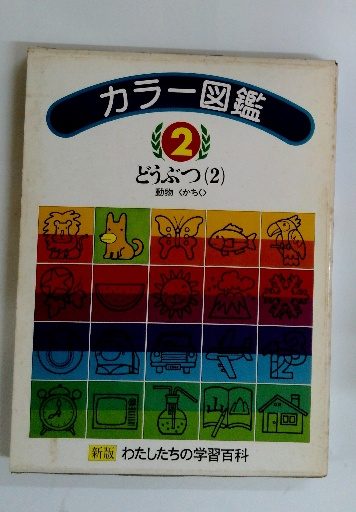 カラー図鑑
2
どうぶつ(2)
動物〈かちく〉
123
新版 わたしたちの学習百科